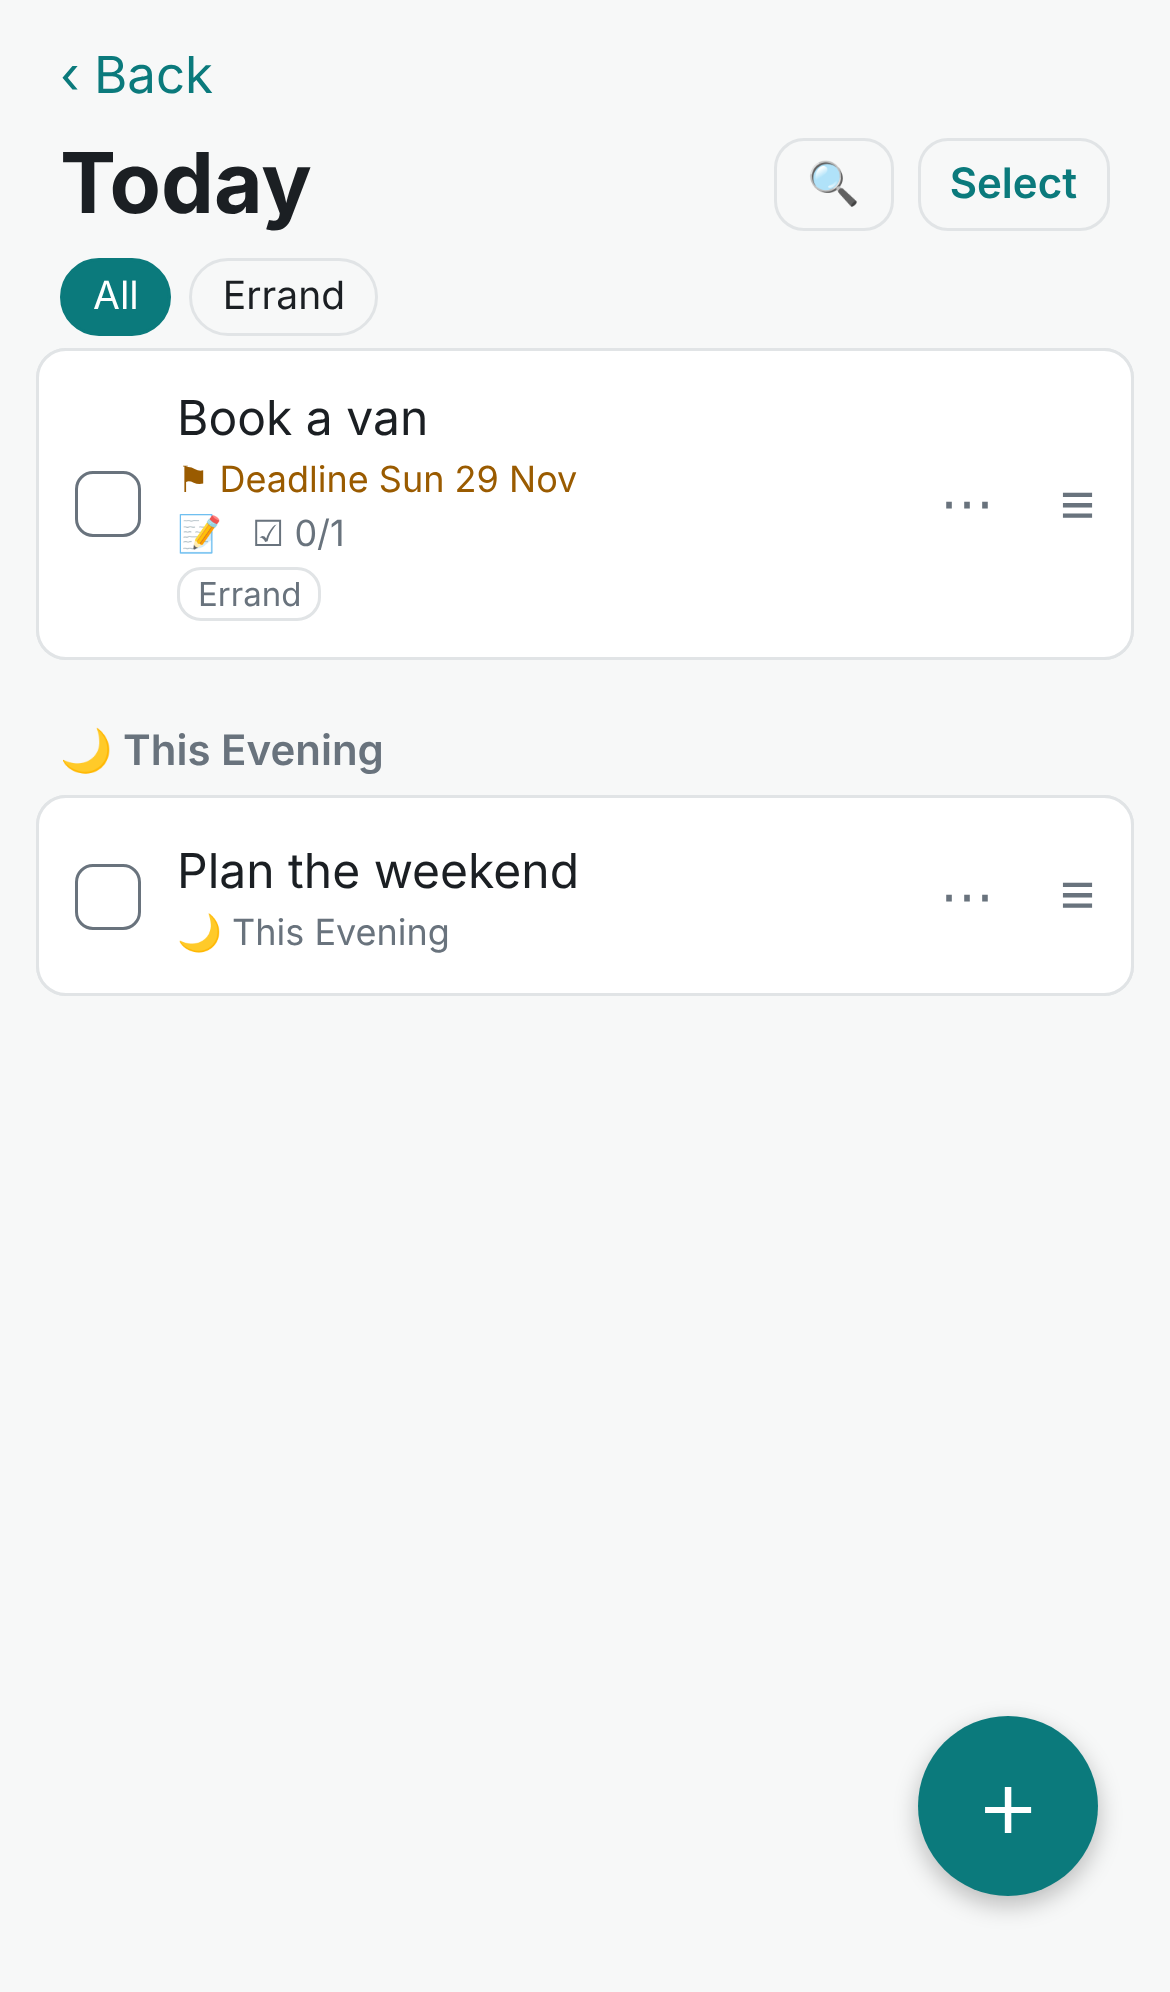 ‹ Back
Today
🔍 Select
All Errand
Book a van
⚑ Deadline Sun 29 Nov
📝 ☑ 0/1
Errand
⋯ ≡
🌙 This Evening
Plan the weekend
🌙 This Evening
⋯ ≡
+